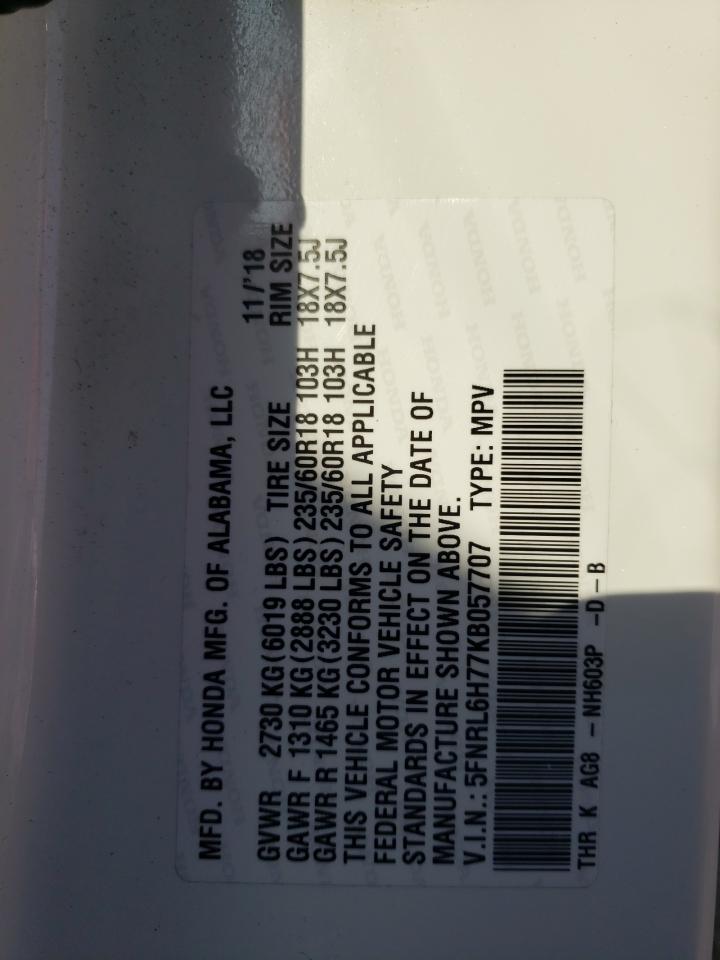 MFD. BY HONDA MFG. OF ALABAMA, LLC
11/'18
GVWR 2730 KG (6019 LBS) TIRE SIZE RIM SIZE
GAWR F 1310 KG (2888 LBS) 235/60R18 103H 18X7.5J
GAWR R 1465 KG (3230 LBS) 235/60R18 103H 18X7.5J
THIS VEHICLE CONFORMS TO ALL APPLICABLE
FEDERAL MOTOR VEHICLE SAFETY
STANDARDS IN EFFECT ON THE DATE OF
MANUFACTURE SHOWN ABOVE.
V.I.N.: 5FNRL6H77KB057707 TYPE: MPV
THR K AG8 – NH603P –D – B